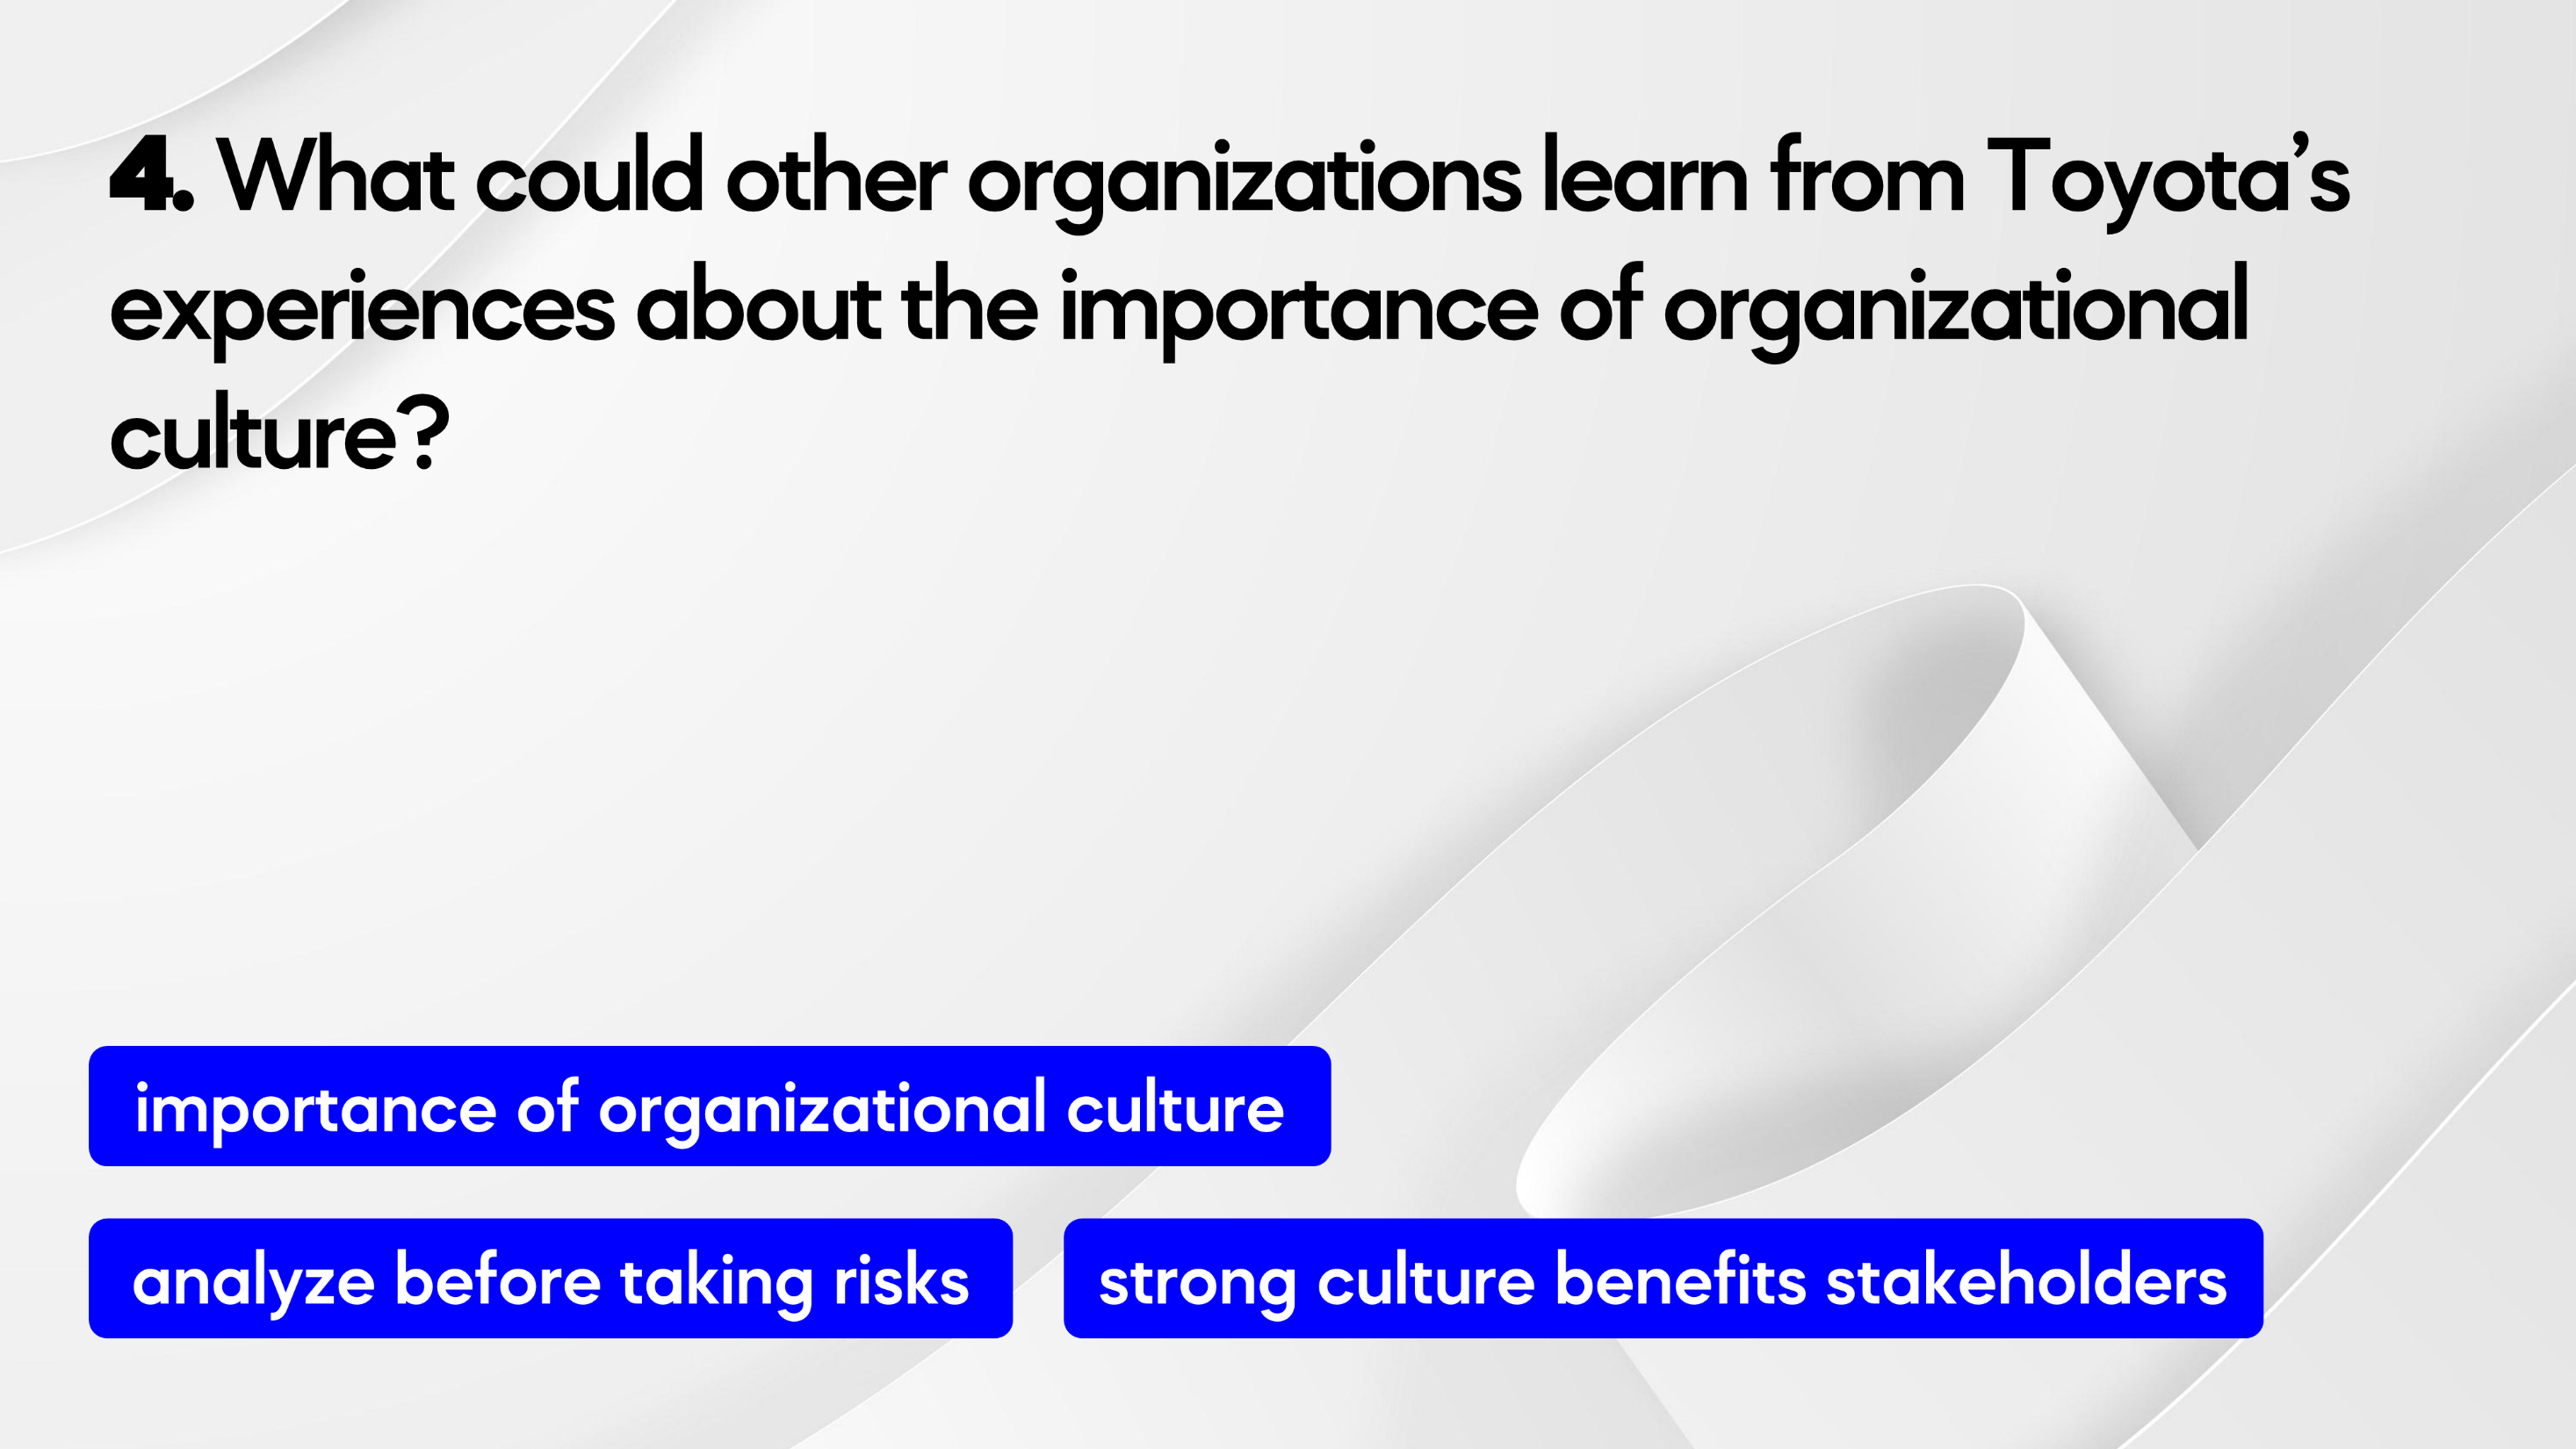 4. What could other organizations learn from Toyota’s
experiences about the importance of organizational
culture?
importance of organizational culture
analyze before taking risks
strong culture benefits stakeholders